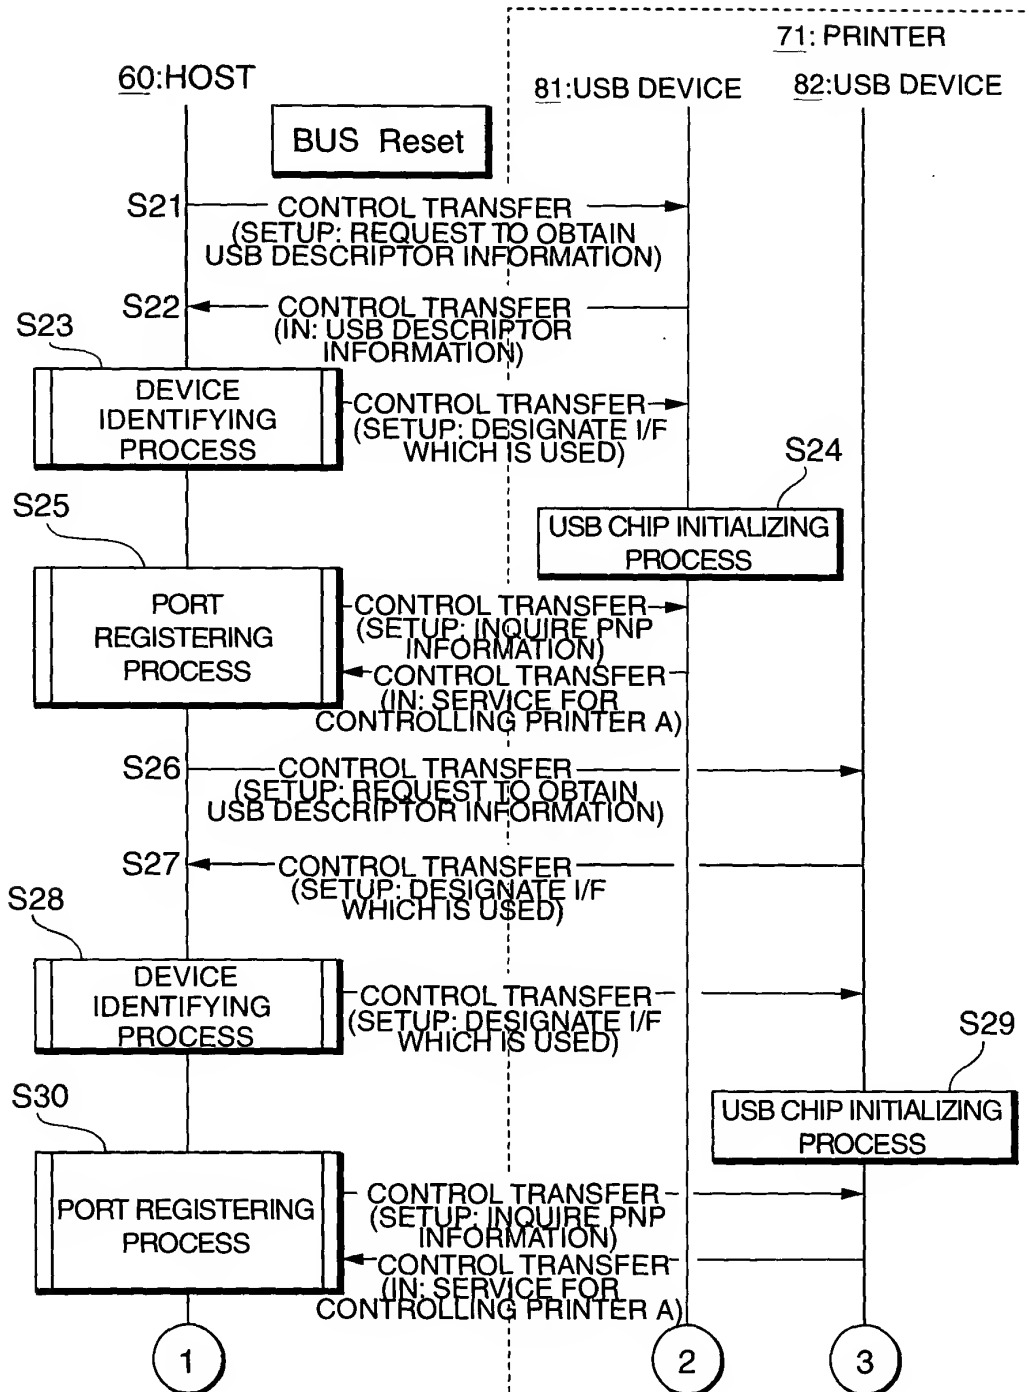 71: PRINTER
60:HOST
81:USB DEVICE
82:USB DEVICE
BUS Reset
S21
CONTROL TRANSFER
(SETUP: REQUEST TO OBTAIN
USB DESCRIPTOR INFORMATION)
S22
CONTROL TRANSFER
(IN: USB DESCRIPTOR
INFORMATION)
S23
DEVICE
IDENTIFYING
PROCESS
CONTROL TRANSFER
(SETUP: DESIGNATE I/F
WHICH IS USED)
S24
USB CHIP INITIALIZING
PROCESS
S25
PORT
REGISTERING
PROCESS
CONTROL TRANSFER
(SETUP: INQUIRE PNP
INFORMATION)
CONTROL TRANSFER
(IN: SERVICE FOR
CONTROLLING PRINTER A)
S26
CONTROL TRANSFER
(SETUP: REQUEST TO OBTAIN
USB DESCRIPTOR INFORMATION)
S27
CONTROL TRANSFER
(SETUP: DESIGNATE I/F
WHICH IS USED)
S28
DEVICE
IDENTIFYING
PROCESS
CONTROL TRANSFER
(SETUP: DESIGNATE I/F
WHICH IS USED)
S29
USB CHIP INITIALIZING
PROCESS
S30
PORT REGISTERING
PROCESS
CONTROL TRANSFER
(SETUP: INQUIRE PNP
INFORMATION)
CONTROL TRANSFER
(IN: SERVICE FOR
CONTROLLING PRINTER A)
1
2
3